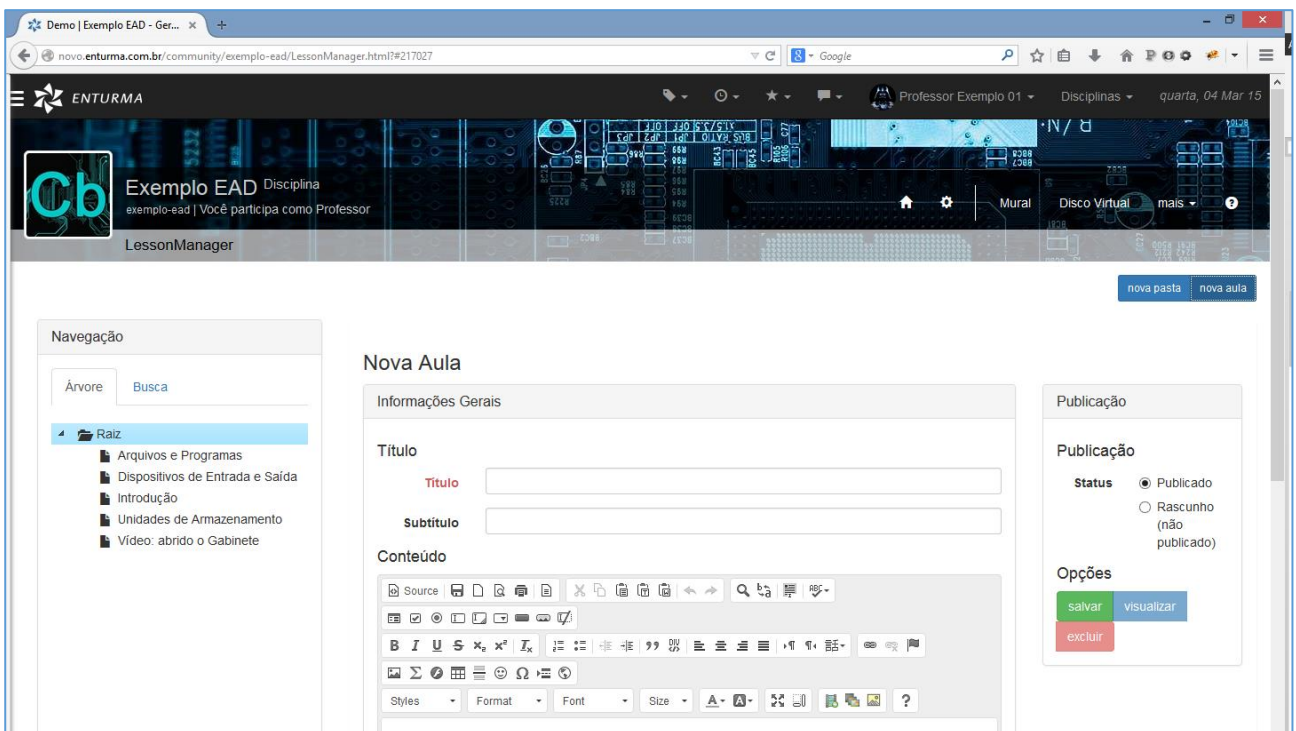 Demo | Exemplo EAD - Ger...
novo.enturma.com.br/community/exemplo-ead/LessonManager.html?#217027
Google
ENTURMA
Professor Exemplo 01
Disciplinas
quarta, 04 Mar 15
Cb
Exemplo EAD Disciplina
exemplo-ead | Você participa como Professor
Mural
Disco Virtual
mais
LessonManager
nova pasta
nova aula
Navegação
Árvore
Busca
Raiz
Arquivos e Programas
Dispositivos de Entrada e Saída
Introdução
Unidades de Armazenamento
Vídeo: abrido o Gabinete
Nova Aula
Informações Gerais
Título
Título
Subtítulo
Conteúdo
Source
Styles
Format
Font
Size
Publicação
Publicação
Status
Publicado
Rascunho
(não
publicado)
Opções
salvar
visualizar
excluir